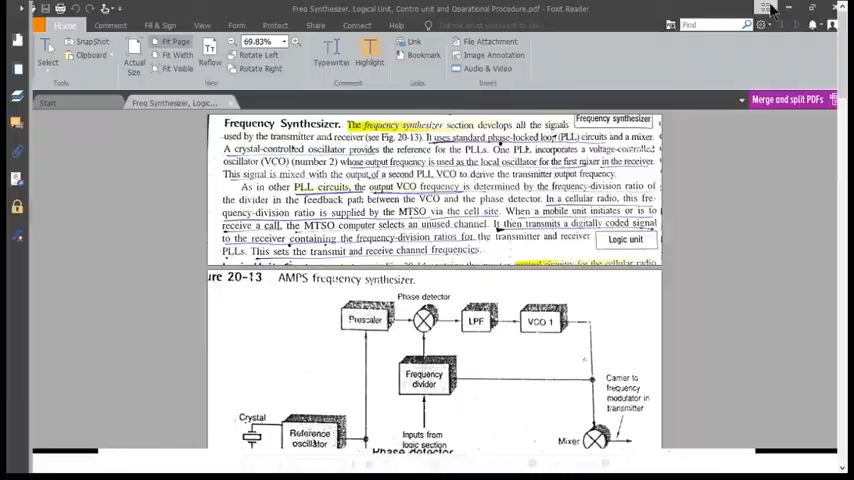 Freq Synthesizer, Logical Unit, Contro unit and Operational Procedure.pdf - Foxit Reader
Home Comment Fill & Sign View Protect Share Connect Help Find
SnapShot Fit Page 69.83% Link File Attachment
Clipboard Fit Width Rotate Left Bookmark Image Annotation
Select Actual Size Reflow Fit Visible Rotate Right Typewriter Highlight Audio & Video
Tools View Comment Links Insert
Start Freq Synthesizer, Logic... Merge and split PDFs
Frequency Synthesizer. The frequency synthesizer section develops all the signals Frequency synthesizer
used by the transmitter and receiver (see Fig. 20-13). It uses standard phase-locked loop (PLL) circuits and a mixer.
A crystal-controlled oscillator provides the reference for the PLLs. One PLL incorporates a voltage-controlled
oscillator (VCO) (number 2) whose output frequency is used as the local oscillator for the first mixer in the receiver.
This signal is mixed with the output of a second PLL VCO to derive the transmitter output frequency.
As in other PLL circuits, the output VCO frequency is determined by the frequency-division ratio of
the divider in the feedback path between the VCO and the phase detector. In a cellular radio, this fre-
quency-division ratio is supplied by the MTSO via the cell site. When a mobile unit initiates or is to
receive a call, the MTSO computer selects an unused channel. It then transmits a digitally coded signal
to the receiver containing the frequency-division ratios for the transmitter and receiver Logic unit
PLLs. This sets the transmit and receive channel frequencies.
ure 20-13 AMPS frequency synthesizer.
Phase detector
Prescaler LPF VCO 1
Frequency divider
Carrier to frequency modulator in transmitter
Crystal
Reference oscillator
Inputs from logic section
Mixer
Phase detector